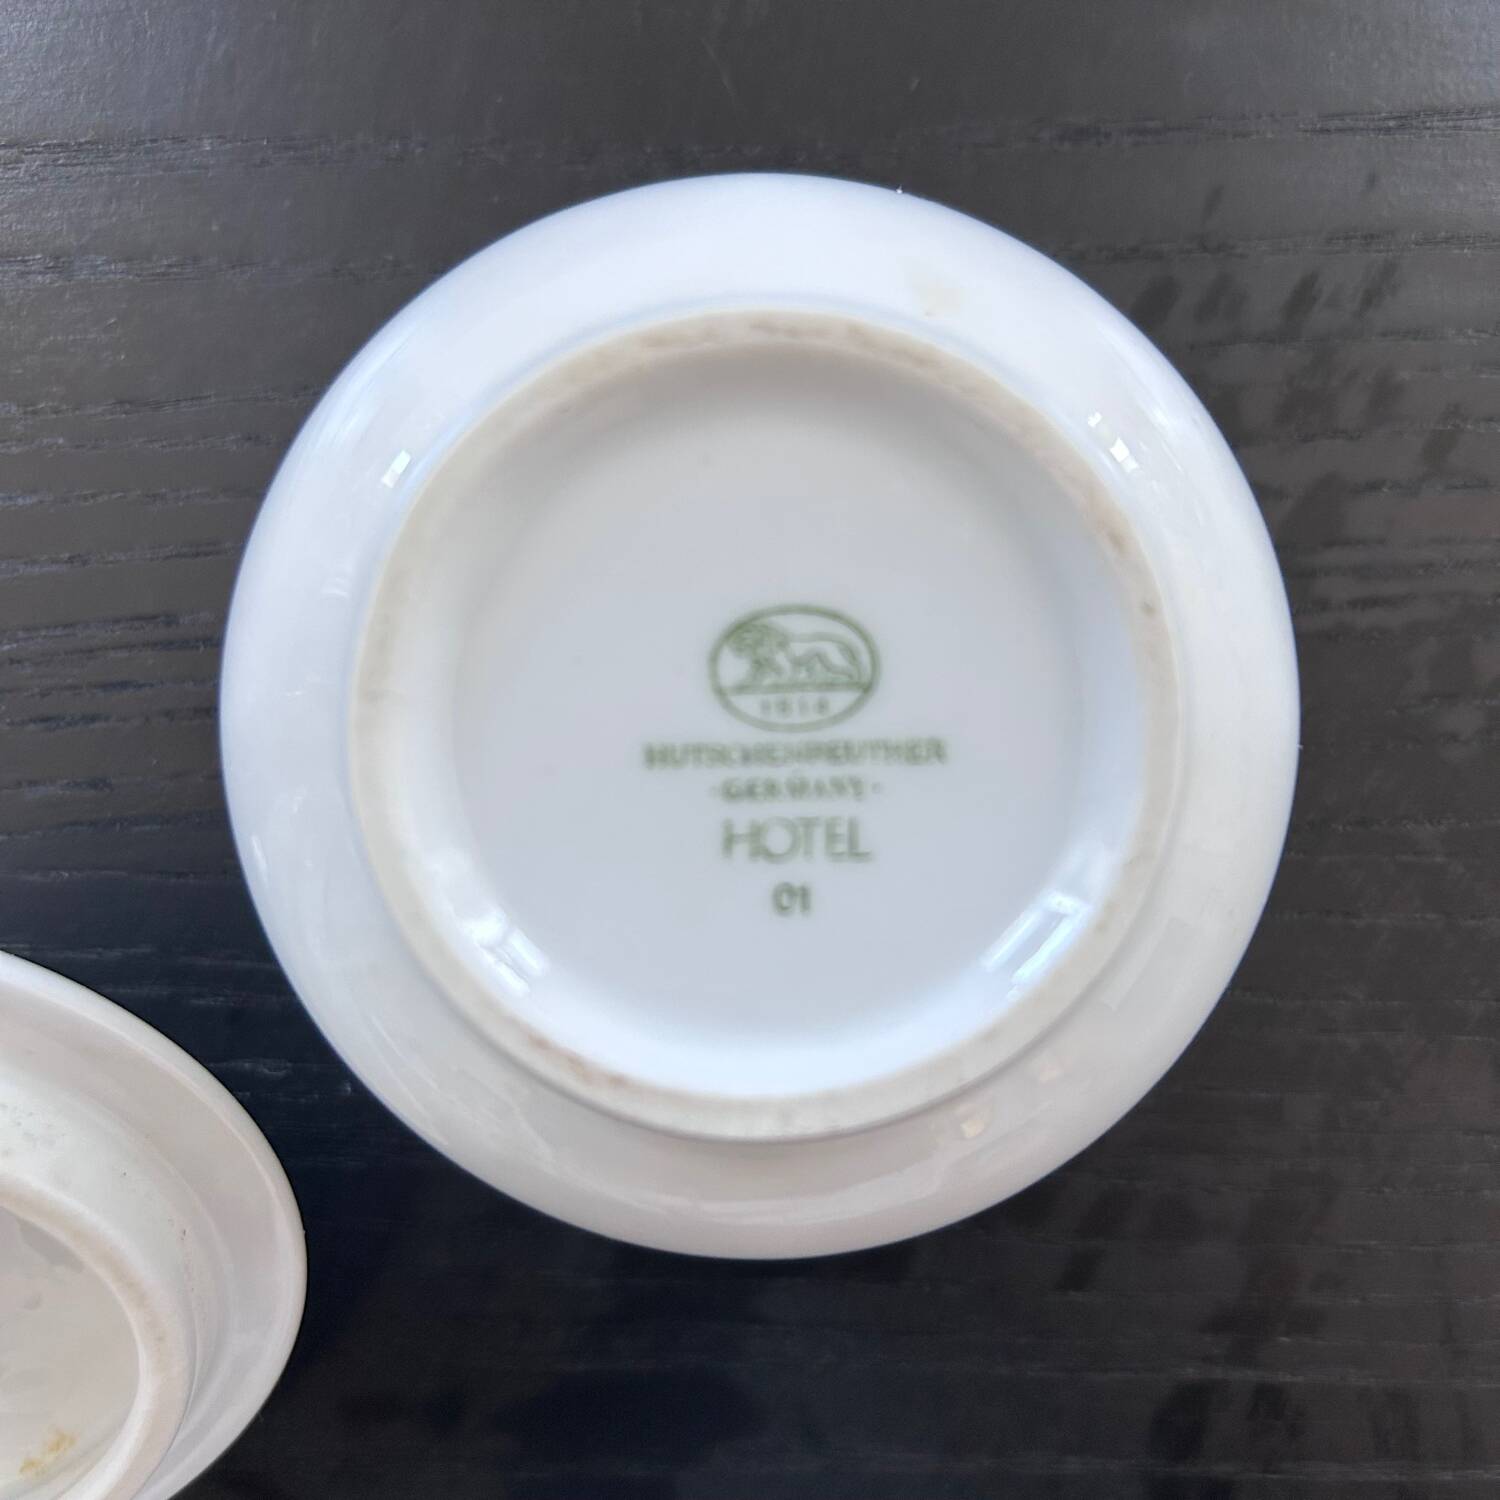 1814
HUTSCHENREUTHER
·GERMANY·
HOTEL
01